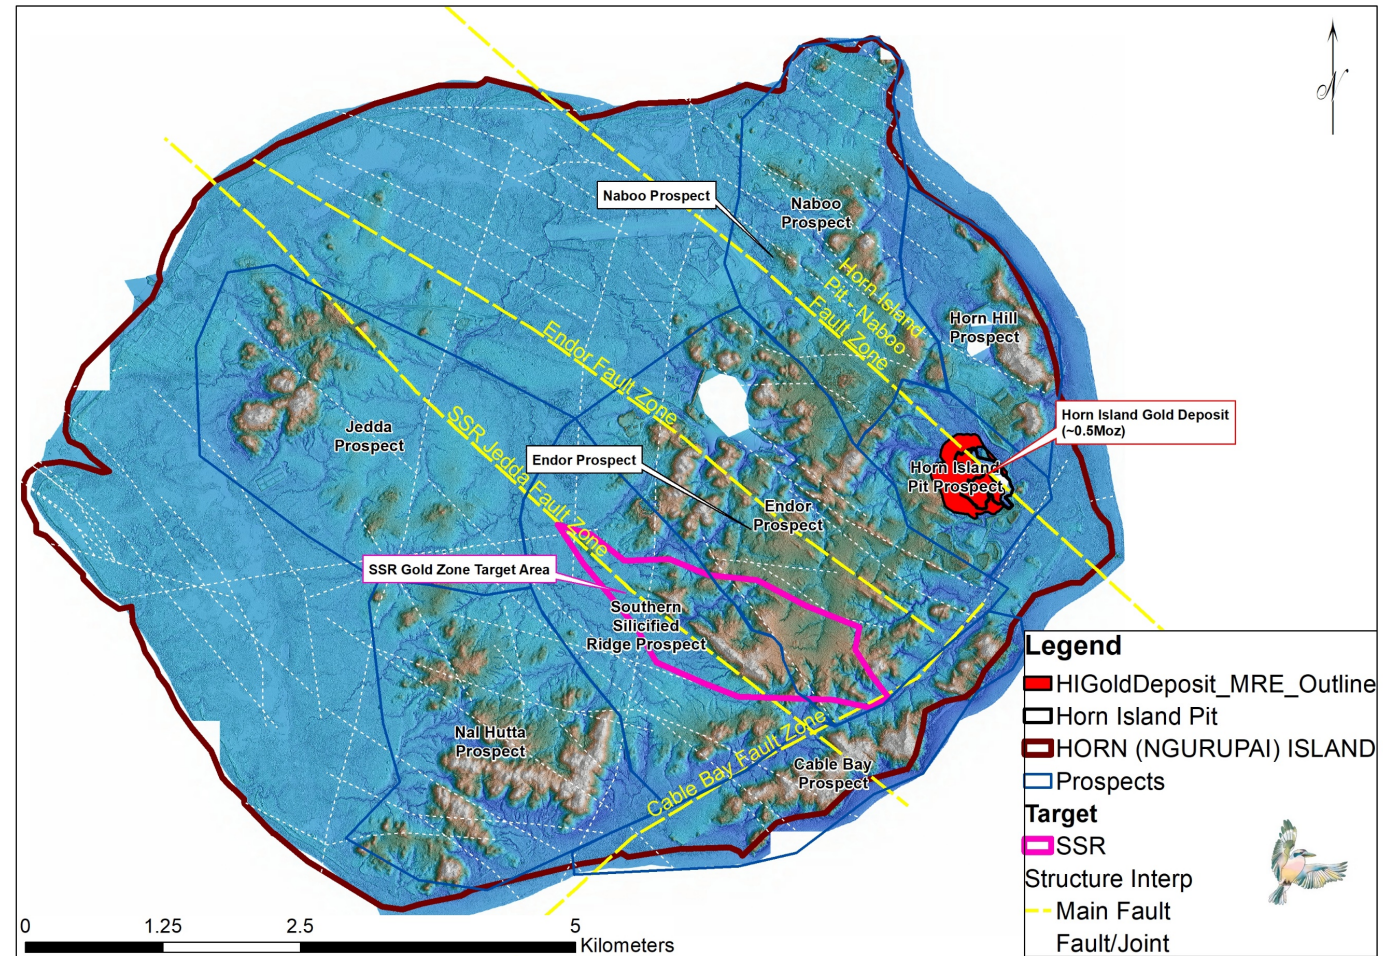 N
Naboo Prospect
Naboo
Prospect
Horn Island
Pit - Naboo
Fault Zone
Horn Hill
Prospect
Endor Fault Zone
SSR Jedda Fault Zone
Jedda
Prospect
Horn Island Gold Deposit
(~0.5Moz)
Endor Prospect
Horn Island
Pit Prospect
Endor
Prospect
SSR Gold Zone Target Area
Southern
Silicified
Ridge Prospect
Nal Hutta
Prospect
Cable Bay Fault Zone
Cable Bay
Prospect
Legend
HIGoldDeposit_MRE_Outline
Horn Island Pit
HORN (NGURUPAI) ISLAND
Prospects
Target
SSR
Structure Interp
Main Fault
Fault/Joint
0 1.25 2.5 5
Kilometers